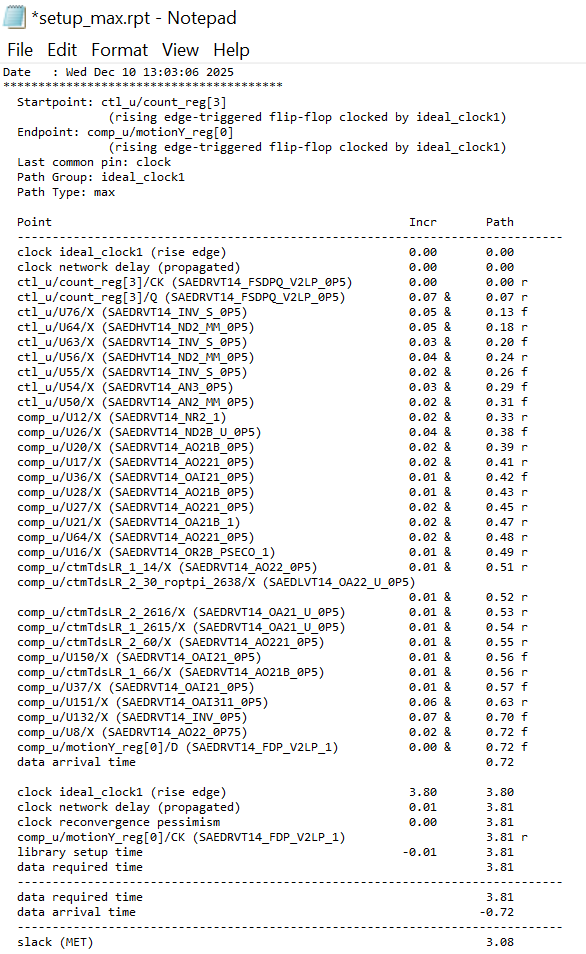 *setup_max.rpt - Notepad
File Edit Format View Help
Date   : Wed Dec 10 13:03:06 2025
****************************************
  Startpoint: ctl_u/count_reg[3]
               (rising edge-triggered flip-flop clocked by ideal_clock1)
  Endpoint: comp_u/motionY_reg[0]
               (rising edge-triggered flip-flop clocked by ideal_clock1)
  Last common pin: clock
  Path Group: ideal_clock1
  Path Type: max

  Point                                                   Incr       Path
  ------------------------------------------------------------------------------
  clock ideal_clock1 (rise edge)                          0.00       0.00
  clock network delay (propagated)                        0.00       0.00
  ctl_u/count_reg[3]/CK (SAEDRVT14_FSDPQ_V2LP_0P5)        0.00       0.00 r
  ctl_u/count_reg[3]/Q (SAEDRVT14_FSDPQ_V2LP_0P5)         0.07 &     0.07 r
  ctl_u/U76/X (SAEDRVT14_INV_S_0P5)                       0.05 &     0.13 f
  ctl_u/U64/X (SAEDHVT14_ND2_MM_0P5)                      0.05 &     0.18 r
  ctl_u/U63/X (SAEDRVT14_INV_S_0P5)                       0.03 &     0.20 f
  ctl_u/U56/X (SAEDHVT14_ND2_MM_0P5)                      0.04 &     0.24 r
  ctl_u/U55/X (SAEDRVT14_INV_S_0P5)                       0.02 &     0.26 f
  ctl_u/U54/X (SAEDRVT14_AN3_0P5)                         0.03 &     0.29 f
  ctl_u/U50/X (SAEDRVT14_AN2_MM_0P5)                      0.02 &     0.31 f
  comp_u/U12/X (SAEDRVT14_NR2_1)                          0.02 &     0.33 r
  comp_u/U26/X (SAEDRVT14_ND2B_U_0P5)                     0.04 &     0.38 f
  comp_u/U20/X (SAEDRVT14_AO21B_0P5)                      0.02 &     0.39 r
  comp_u/U17/X (SAEDRVT14_AO221_0P5)                      0.02 &     0.41 r
  comp_u/U36/X (SAEDRVT14_OAI21_0P5)                      0.01 &     0.42 f
  comp_u/U28/X (SAEDRVT14_AO21B_0P5)                      0.01 &     0.43 r
  comp_u/U27/X (SAEDRVT14_AO221_0P5)                      0.02 &     0.45 r
  comp_u/U21/X (SAEDRVT14_OA21B_1)                        0.02 &     0.47 r
  comp_u/U64/X (SAEDRVT14_AO221_0P5)                      0.02 &     0.48 r
  comp_u/U16/X (SAEDRVT14_OR2B_PSECO_1)                   0.01 &     0.49 r
  comp_u/ctmTdsLR_1_14/X (SAEDRVT14_AO22_0P5)             0.01 &     0.51 r
  comp_u/ctmTdsLR_2_30_roptpi_2638/X (SAEDLVT14_OA22_U_0P5)
                                                          0.01 &     0.52 r
  comp_u/ctmTdsLR_2_2616/X (SAEDRVT14_OA21_U_0P5)         0.01 &     0.53 r
  comp_u/ctmTdsLR_1_2615/X (SAEDRVT14_OA21_U_0P5)         0.01 &     0.54 r
  comp_u/ctmTdsLR_2_60/X (SAEDRVT14_AO221_0P5)            0.01 &     0.55 r
  comp_u/U150/X (SAEDRVT14_OAI21_0P5)                     0.01 &     0.56 f
  comp_u/ctmTdsLR_1_66/X (SAEDRVT14_AO21B_0P5)            0.01 &     0.56 r
  comp_u/U37/X (SAEDRVT14_OAI21_0P5)                      0.01 &     0.57 f
  comp_u/U151/X (SAEDRVT14_OAI311_0P5)                    0.06 &     0.63 r
  comp_u/U132/X (SAEDRVT14_INV_0P5)                       0.07 &     0.70 f
  comp_u/U8/X (SAEDRVT14_AO22_0P75)                       0.02 &     0.72 f
  comp_u/motionY_reg[0]/D (SAEDRVT14_FDP_V2LP_1)          0.00 &     0.72 f
  data arrival time                                                  0.72

  clock ideal_clock1 (rise edge)                          3.80       3.80
  clock network delay (propagated)                        0.01       3.81
  clock reconvergence pessimism                           0.00       3.81
  comp_u/motionY_reg[0]/CK (SAEDRVT14_FDP_V2LP_1)                    3.81 r
  library setup time                                     -0.01       3.81
  data required time                                                 3.81
  ------------------------------------------------------------------------------
  data required time                                                 3.81
  data arrival time                                                 -0.72
  ------------------------------------------------------------------------------
  slack (MET)                                                        3.08